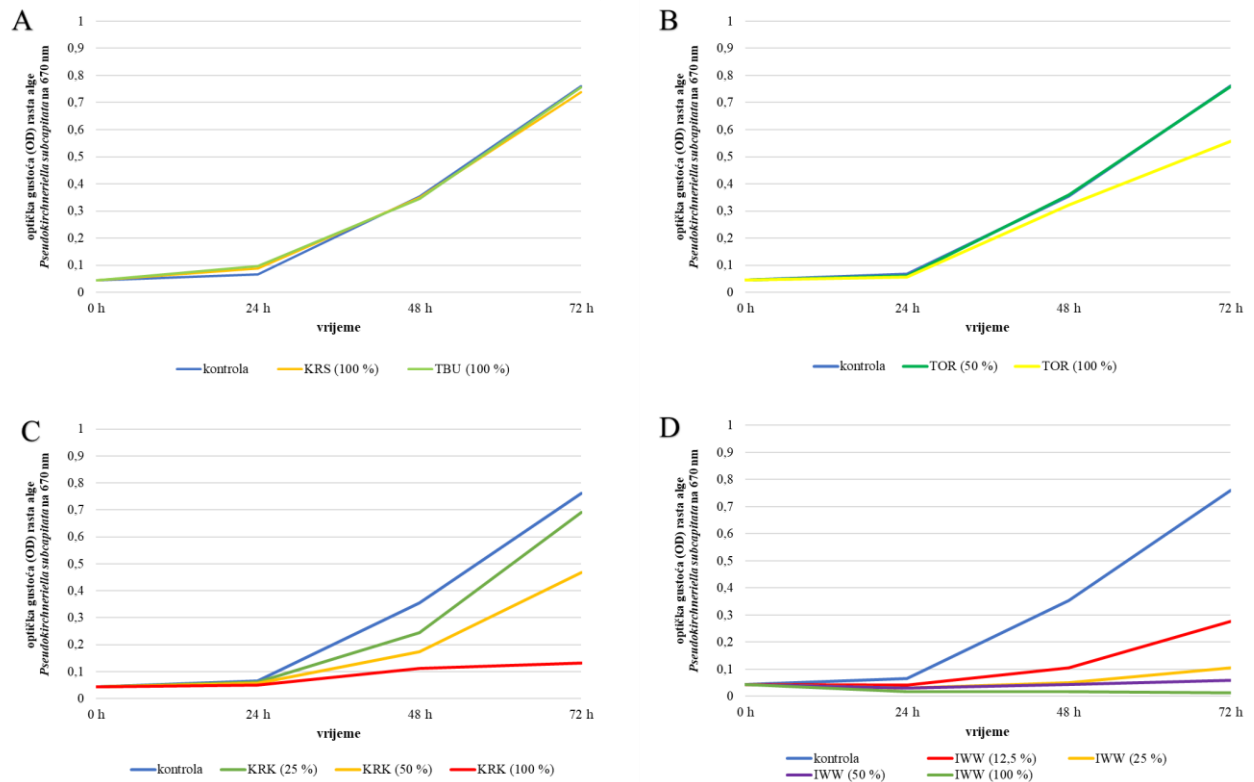 A
optička gustoća (OD) rasta alge
Pseudokirchneriella subcapitata na 670 nm
1
0,9
0,8
0,7
0,6
0,5
0,4
0,3
0,2
0,1
0
0 h 24 h 48 h 72 h
vrijeme
kontrola KRS (100 %) TBU (100 %)
B
optička gustoća (OD) rasta alge
Pseudokirchneriella subcapitata na 670 nm
1
0,9
0,8
0,7
0,6
0,5
0,4
0,3
0,2
0,1
0
0 h 24 h 48 h 72 h
vrijeme
kontrola TOR (50 %) TOR (100 %)
C
optička gustoća (OD) rasta alge
Pseudokirchneriella subcapitata na 670 nm
1
0,9
0,8
0,7
0,6
0,5
0,4
0,3
0,2
0,1
0
0 h 24 h 48 h 72 h
vrijeme
kontrola KRK (25 %) KRK (50 %) KRK (100 %)
D
optička gustoća (OD) rasta alge
Pseudokirchneriella subcapitata na 670 nm
1
0,9
0,8
0,7
0,6
0,5
0,4
0,3
0,2
0,1
0
0 h 24 h 48 h 72 h
vrijeme
kontrola IWW (12,5 %) IWW (25 %)
IWW (50 %) IWW (100 %)